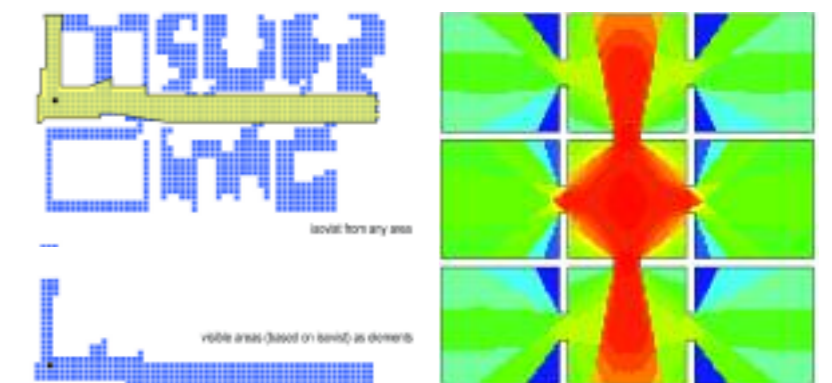 isovist from any area
visible areas (based on isovist) as elements